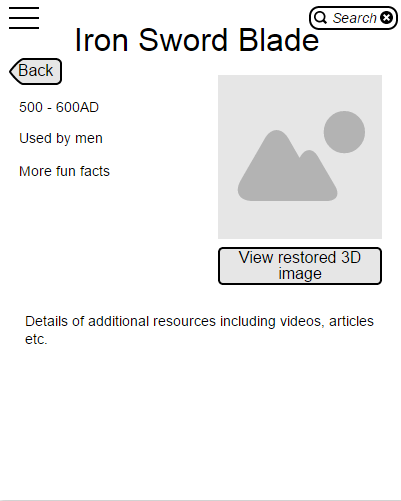 Search
Iron Sword Blade
Back
500 - 600AD
Used by men
More fun facts
View restored 3D
image
Details of additional resources including videos, articles
etc.